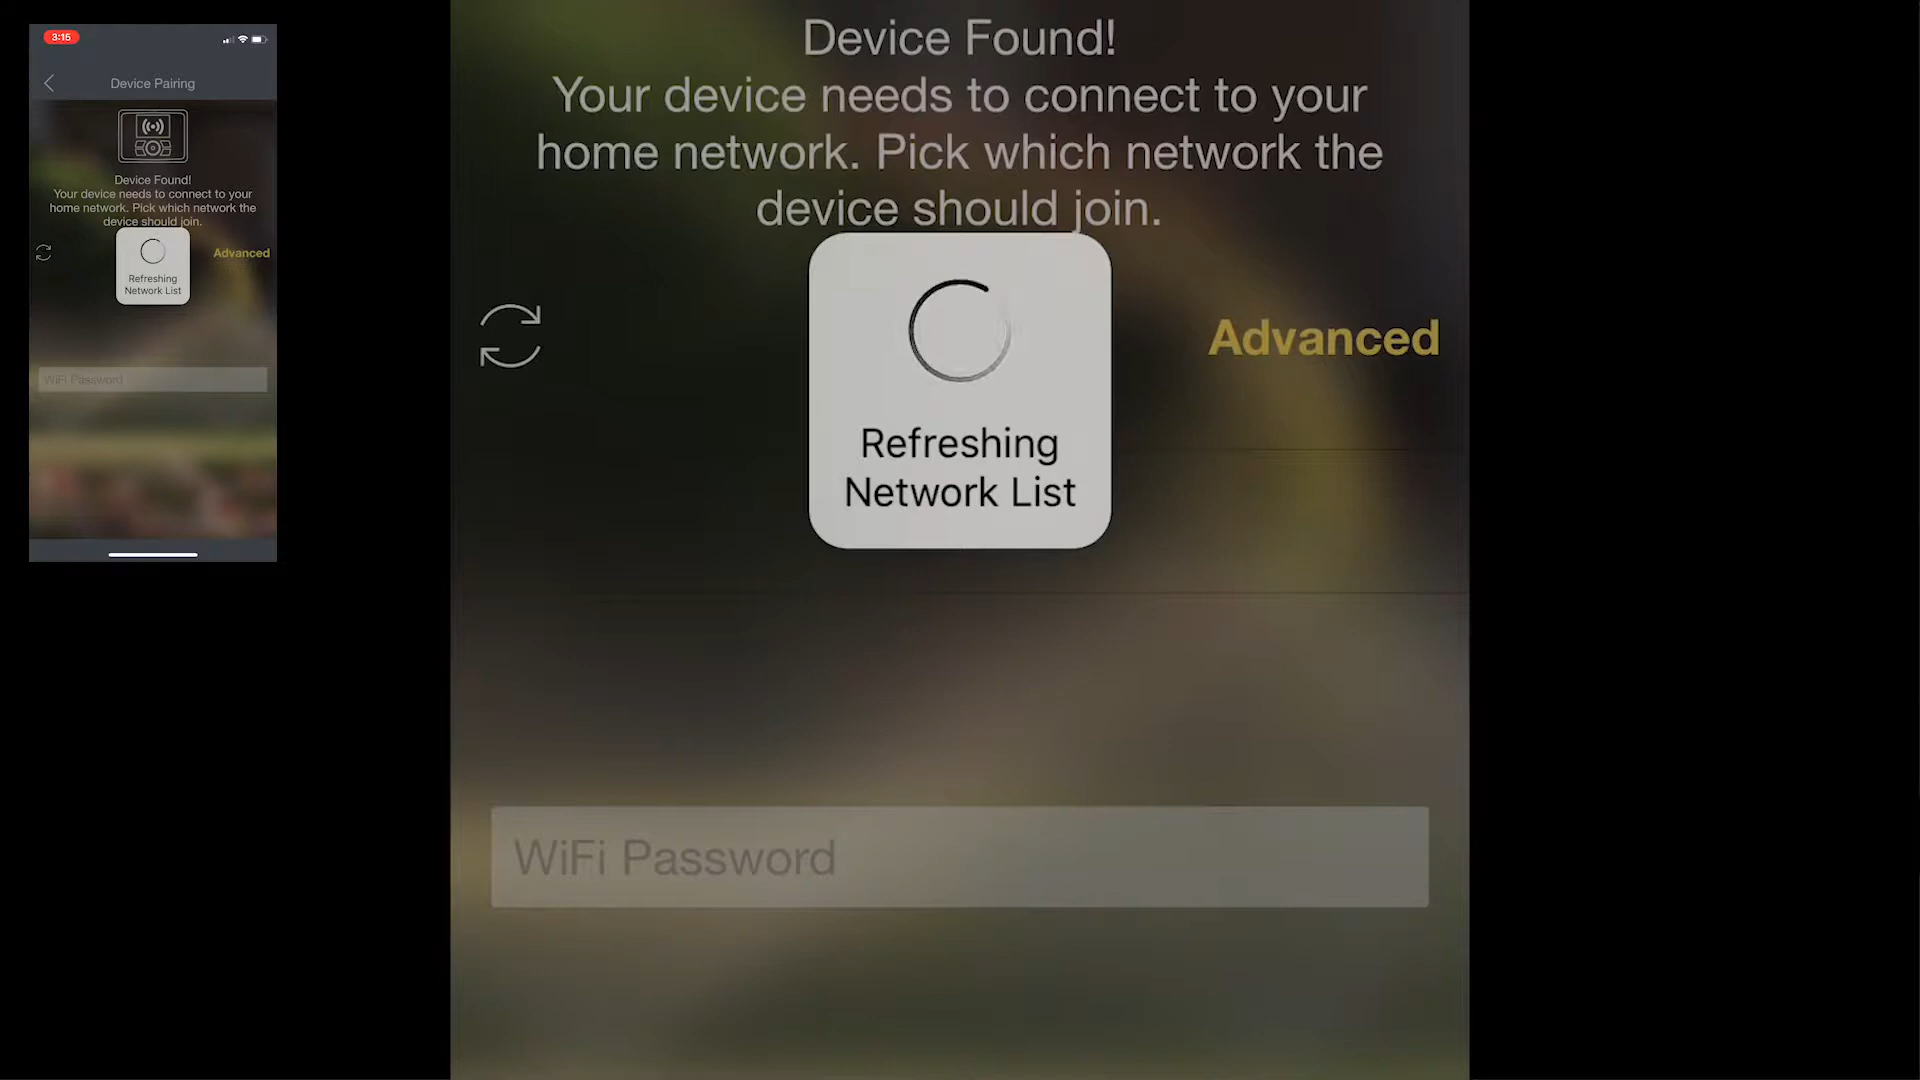 3:15
Device Pairing
Device Found!
Your device needs to connect to your
home network. Pick which network the
device should join.
Advanced
Refreshing
Network List
WiFi Password
Device Found!
Your device needs to connect to your
home network. Pick which network the
device should join.
Advanced
Refreshing
Network List
WiFi Password